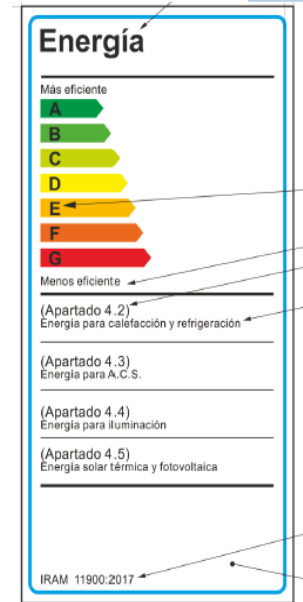 Energía
Más eficiente
A
B
C
D
E
F
G
Menos eficiente
(Apartado 4.2)
Energía para calefacción y refrigeración
(Apartado 4.3)
Energía para A.C.S.
(Apartado 4.4)
Energía para iluminación
(Apartado 4.5)
Energía solar térmica y fotovoltaica
IRAM 11900:2017